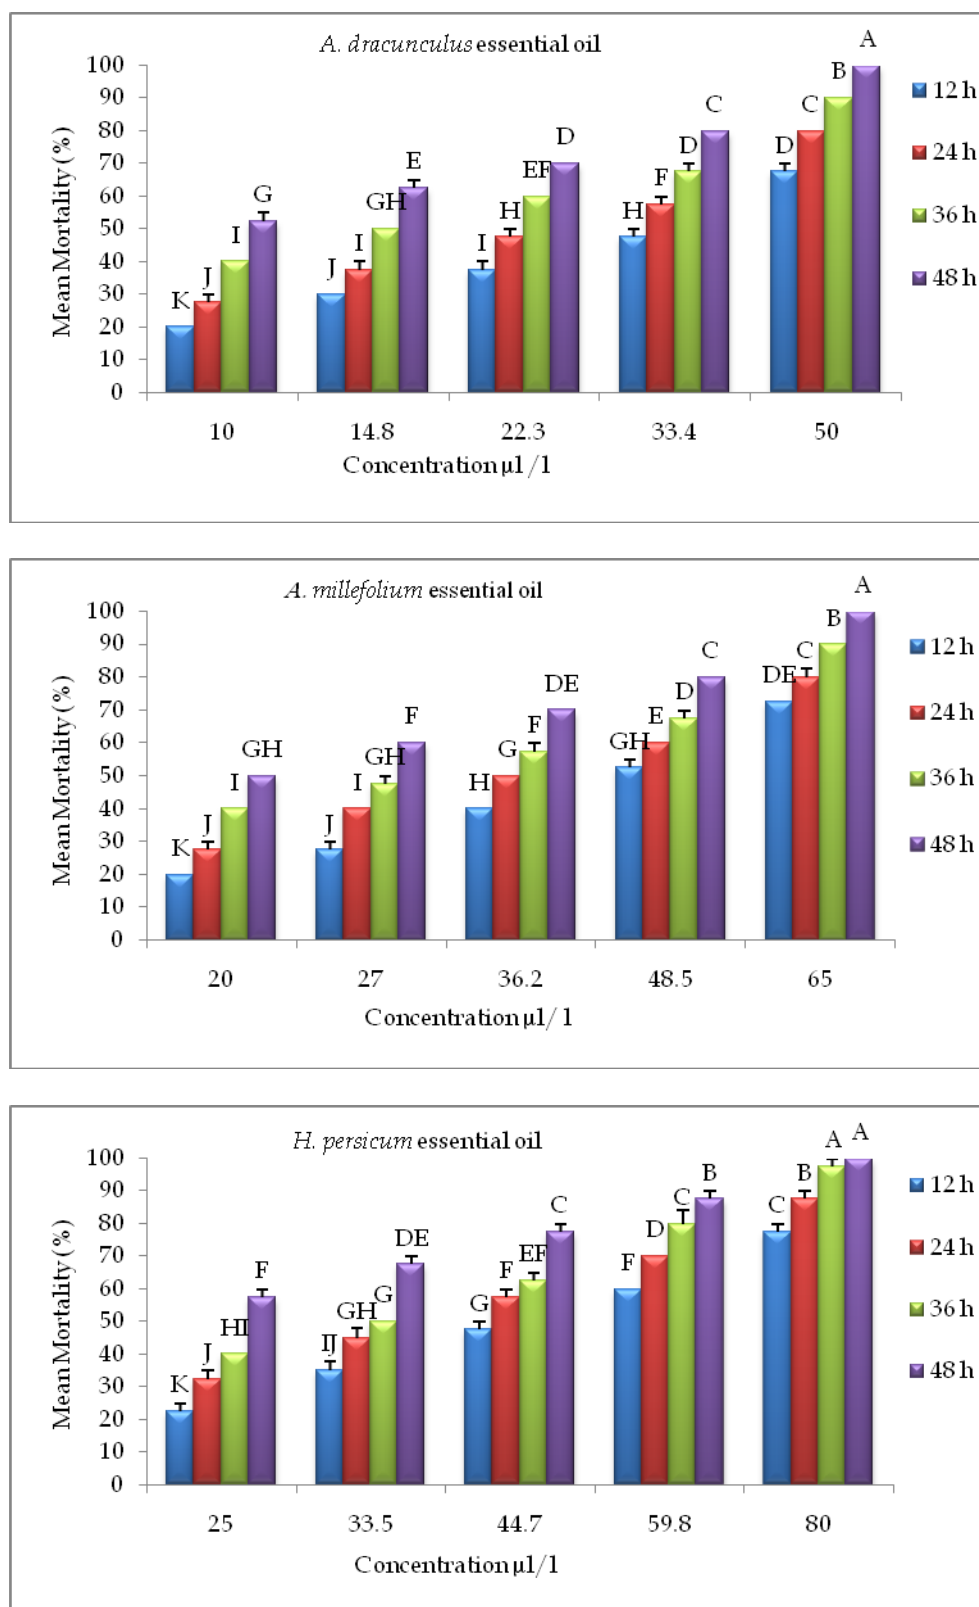 A. dracunculus essential oil
Mean Mortality (%)
100
90
80
70
60
50
40
30
20
10
0
K J I G
J I GH E
I H EF D
H F D C
D C B A
10 14.8 22.3 33.4 50
Concentration µl / l
12 h
24 h
36 h
48 h
A. millefolium essential oil
Mean Mortality (%)
100
90
80
70
60
50
40
30
20
10
0
K J I GH
J I GH F
H G F DE
GH E D C
DE C B A
20 27 36.2 48.5 65
Concentration µl / l
12 h
24 h
36 h
48 h
H. persicum essential oil
Mean Mortality (%)
100
90
80
70
60
50
40
30
20
10
0
K J HI F
IJ GH G DE
G F EF C
F D C B
C B A A
25 33.5 44.7 59.8 80
Concentration µl / l
12 h
24 h
36 h
48 h